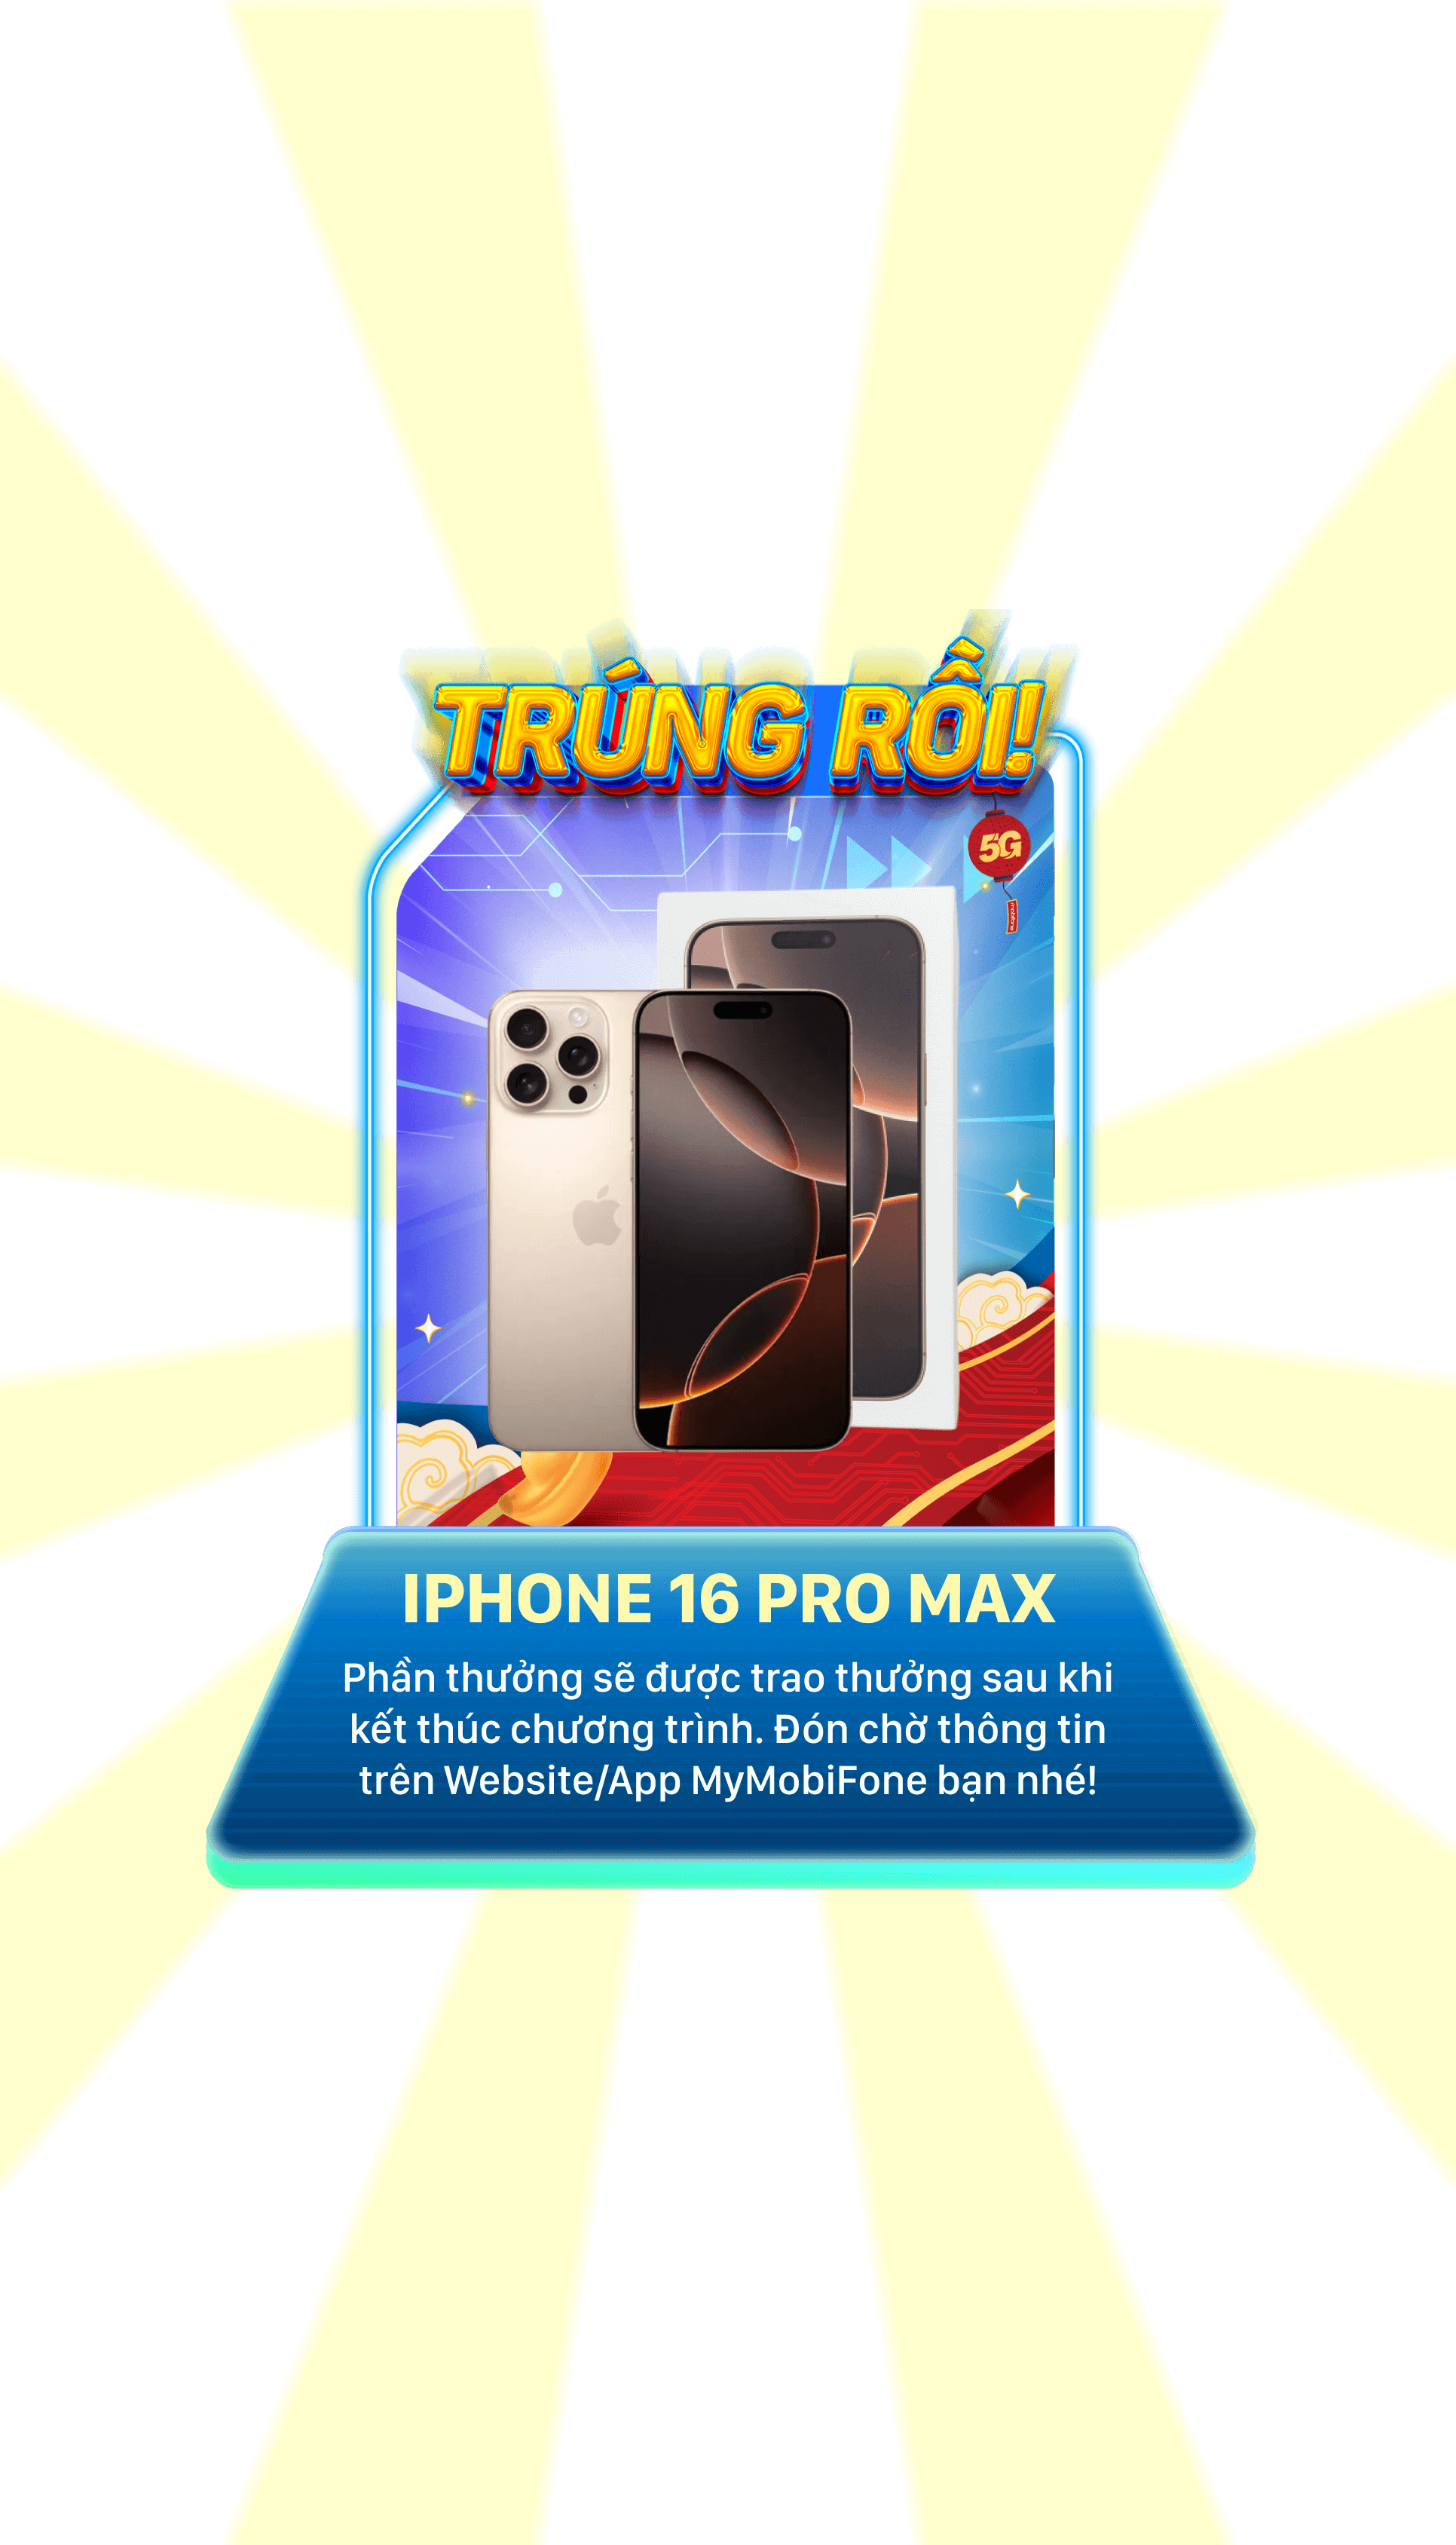 TRÚNG RỒI!
5G
mobifone
IPHONE 16 PRO MAX
Phần thưởng sẽ được trao thưởng sau khi
kết thúc chương trình. Đón chờ thông tin
trên Website/App MyMobiFone bạn nhé!